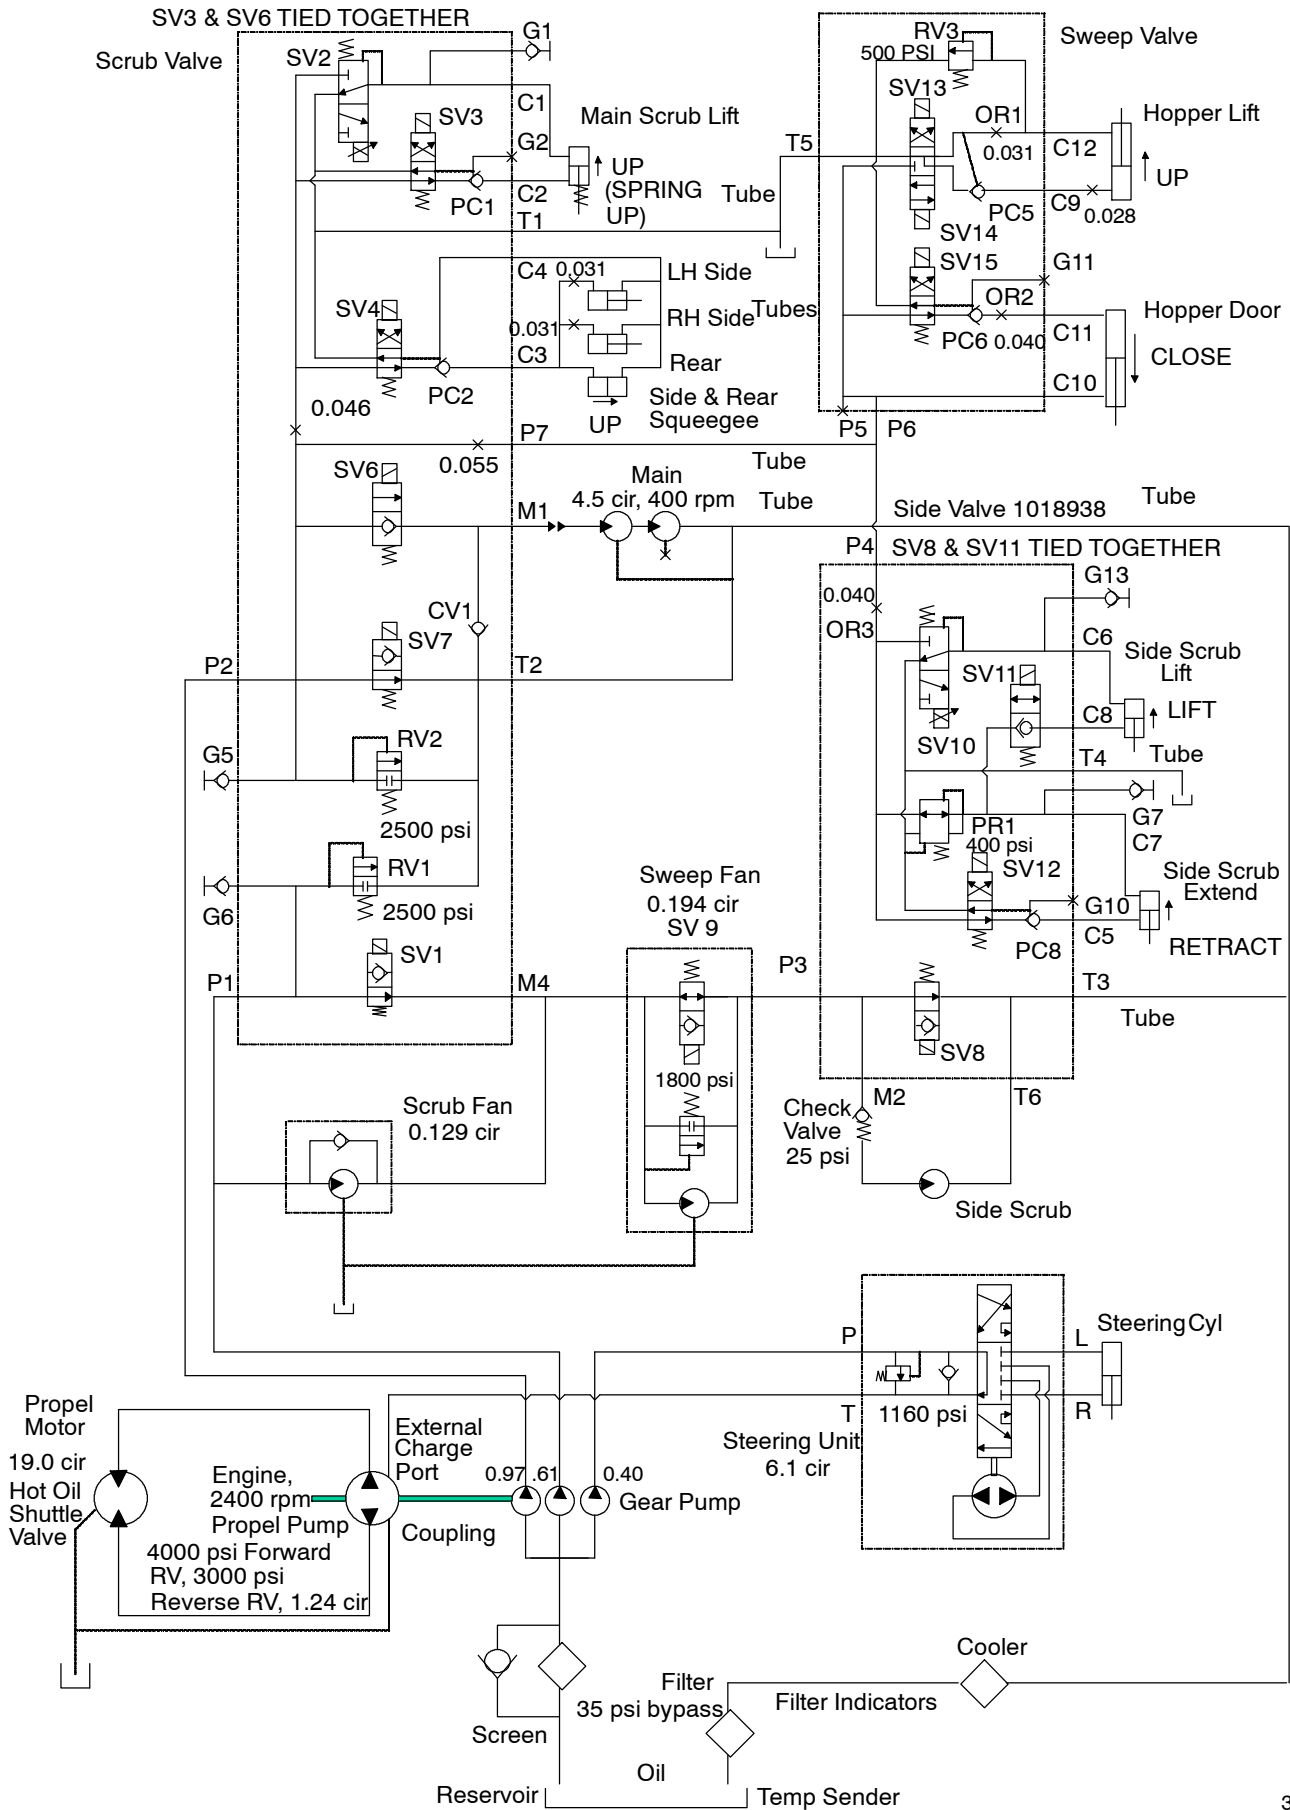 SV3 & SV6 TIED TOGETHER
Scrub Valve
SV2
G1
C1
SV3
G2
Main Scrub Lift
UP
(SPRING
UP)
C2
PC1
T1
Tube
C4
0.031
LH Side
SV4
0.031
RH Side
Tubes
C3
Rear
PC2
UP
Side & Rear
Squeegee
0.046
P7
0.055
Tube
SV6
Main
4.5 cir, 400 rpm
Tube
M1
CV1
SV7
P2
T2
RV2
G5
2500 psi
RV1
G6
2500 psi
SV1
P1
M4
RV3
500 PSI
Sweep Valve
SV13
OR1
Hopper Lift
T5
0.031
C12
UP
PC5
C9
0.028
SV14
SV15
G11
OR2
Hopper Door
PC6
0.040
C11
CLOSE
C10
P5
P6
Side Valve 1018938
Tube
P4
SV8 & SV11 TIED TOGETHER
G13
0.040
OR3
C6
Side Scrub
Lift
SV11
C8
LIFT
SV10
T4
Tube
G7
PR1
400 psi
C7
SV12
Side Scrub
Extend
G10
PC8
C5
RETRACT
Sweep Fan
0.194 cir
SV 9
P3
T3
Tube
SV8
1800 psi
M2
T6
Check
Valve
25 psi
Side Scrub
Scrub Fan
0.129 cir
P
L
Steering Cyl
T
1160 psi
R
Steering Unit
6.1 cir
Propel
Motor
19.0 cir
Hot Oil
Shuttle
Valve
External
Charge
Port
Engine,
2400 rpm
Propel Pump
4000 psi Forward
RV, 3000 psi
Reverse RV, 1.24 cir
Coupling
0.97
.61
0.40
Gear Pump
Screen
Filter
35 psi bypass
Filter Indicators
Cooler
Oil
Reservoir
Temp Sender
3